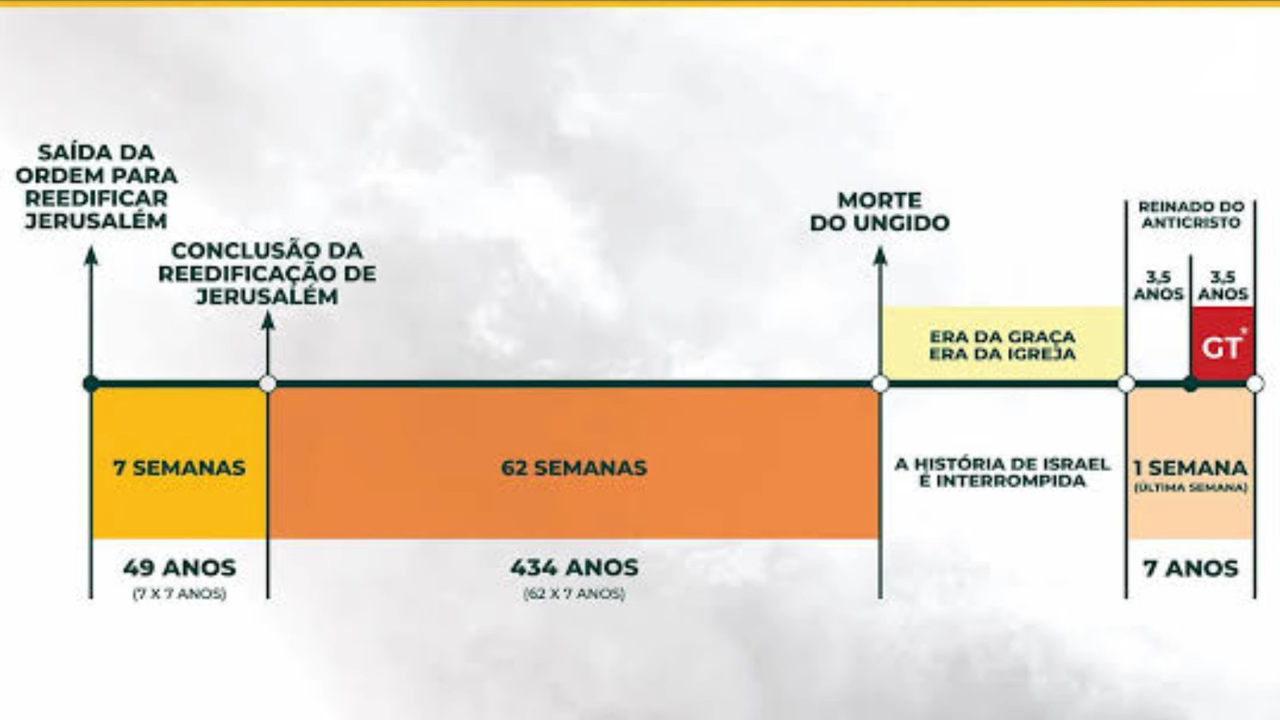 SAÍDA DA
ORDEM PARA
REEDIFICAR
JERUSALÉM
CONCLUSÃO DA
REEDIFICAÇÃO DE
JERUSALÉM
MORTE
DO UNGIDO
REINADO DO
ANTICRISTO
3,5
ANOS
3,5
ANOS
ERA DA GRAÇA
ERA DA IGREJA
GT*
7 SEMANAS
62 SEMANAS
A HISTÓRIA DE ISRAEL
É INTERROMPIDA
1 SEMANA
(ÚLTIMA SEMANA)
49 ANOS
(7 X 7 ANOS)
434 ANOS
(62 X 7 ANOS)
7 ANOS